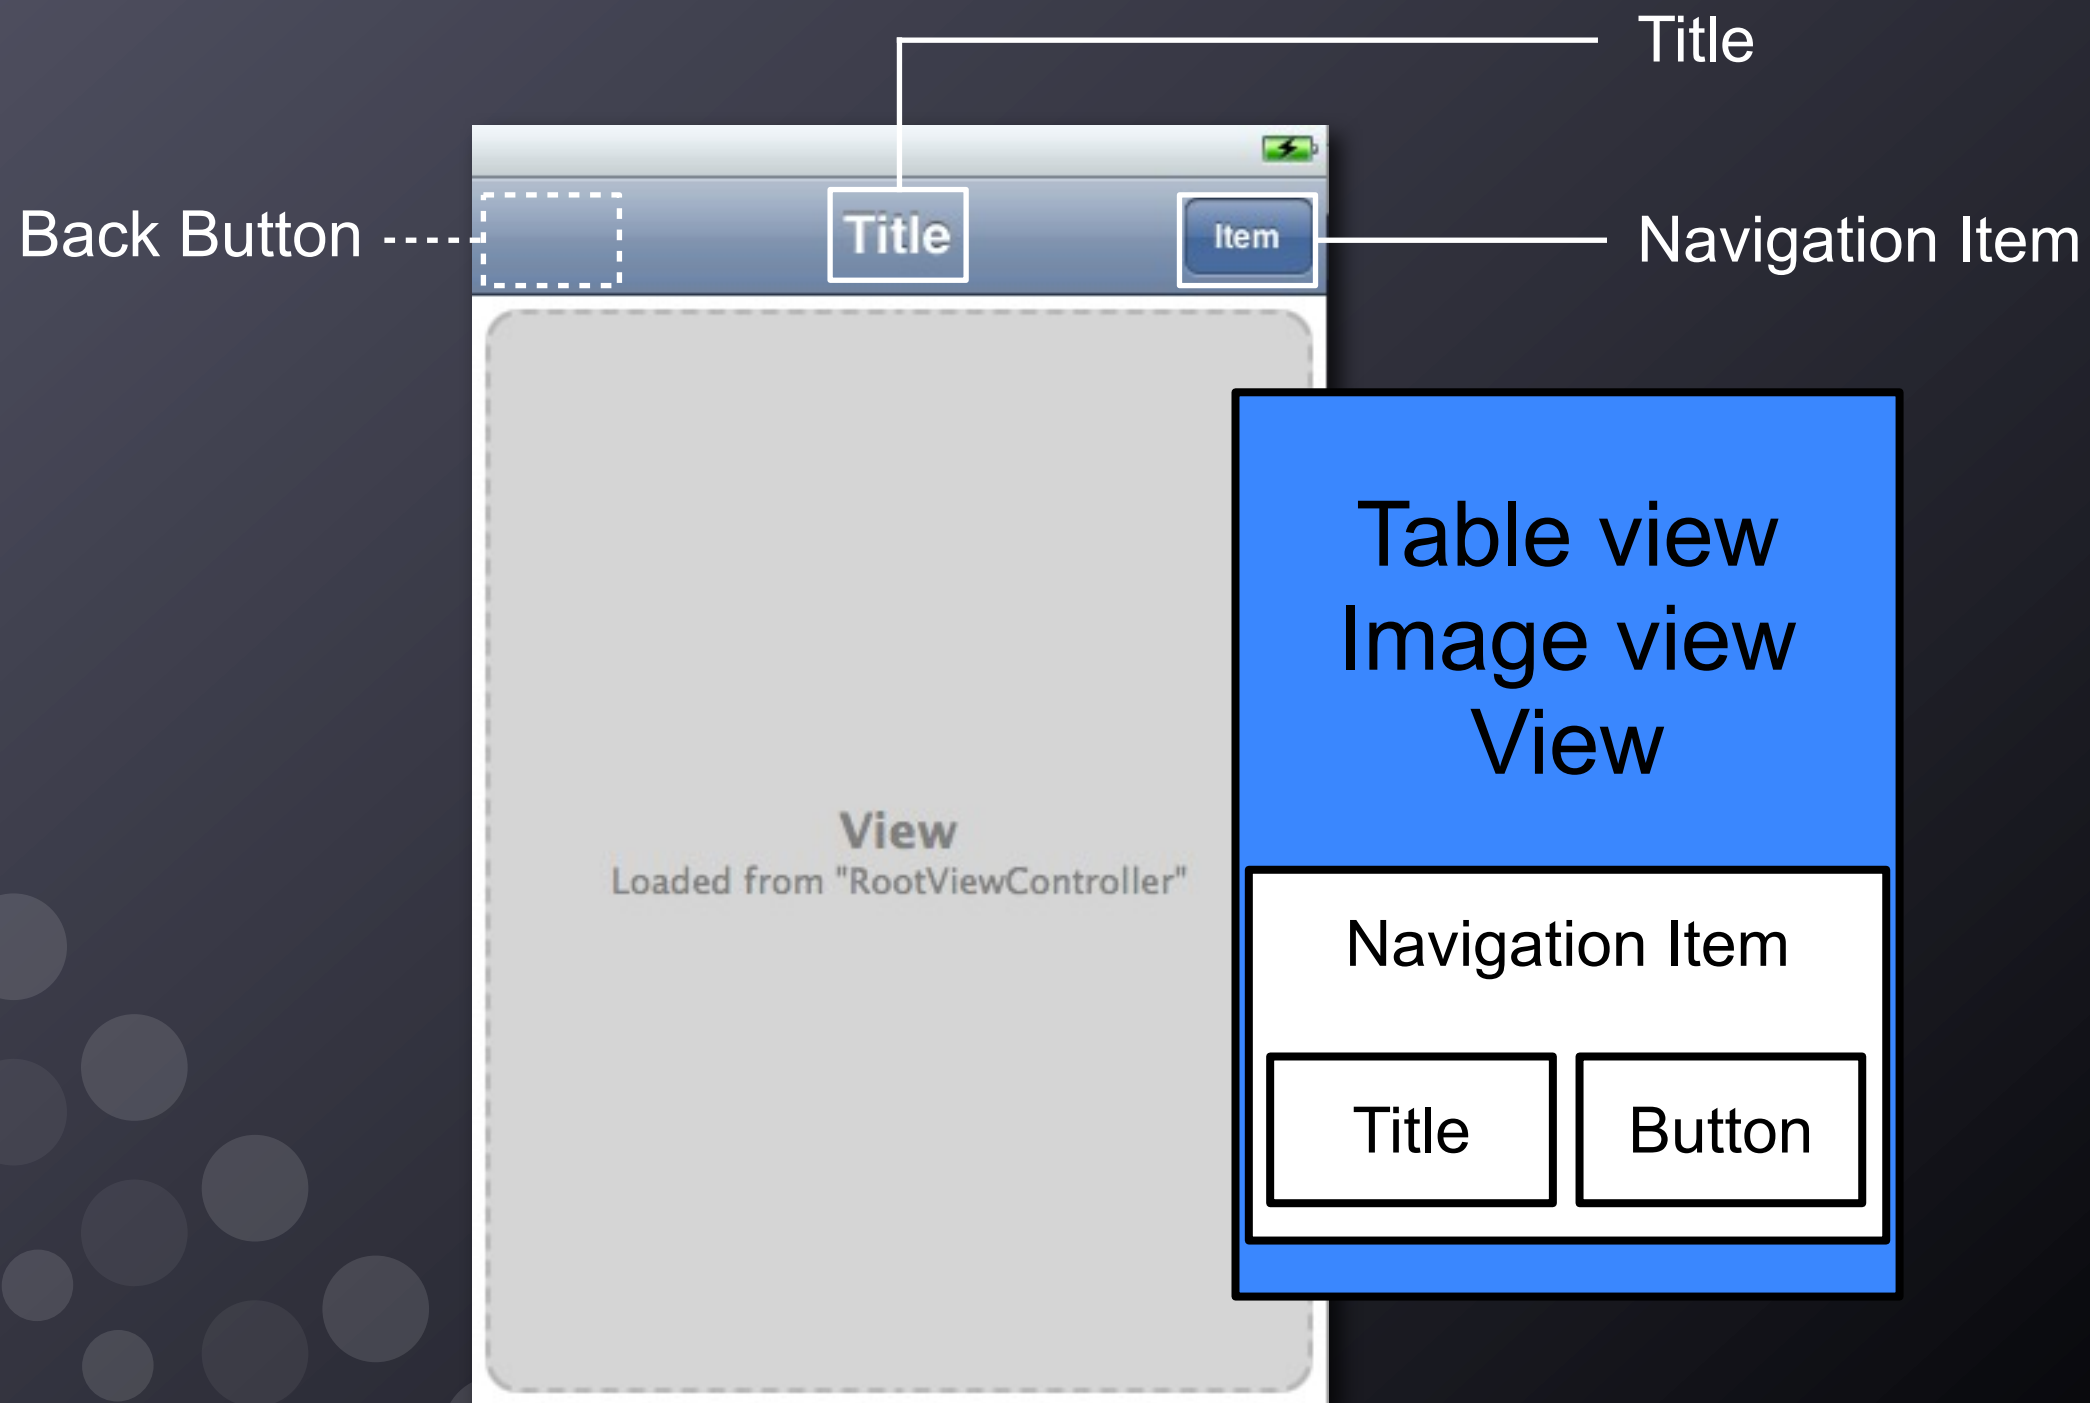 Title
Back Button
Title
Item
Navigation Item
Table view
Image view
View
View
Loaded from "RootViewController"
Navigation Item
Title
Button